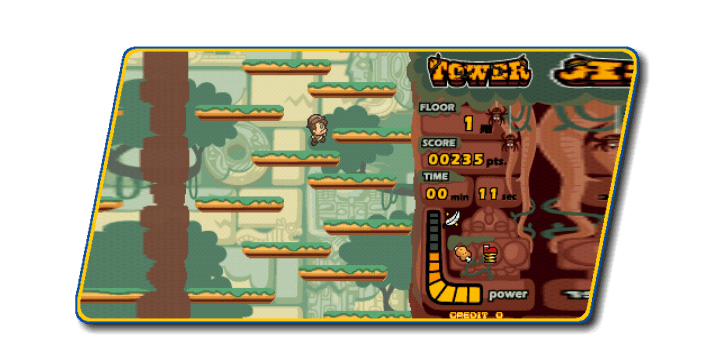 TOWER
FLOOR
1
SCORE
00235 pts.
TIME
00 min 11 sec
power
CREDIT 0